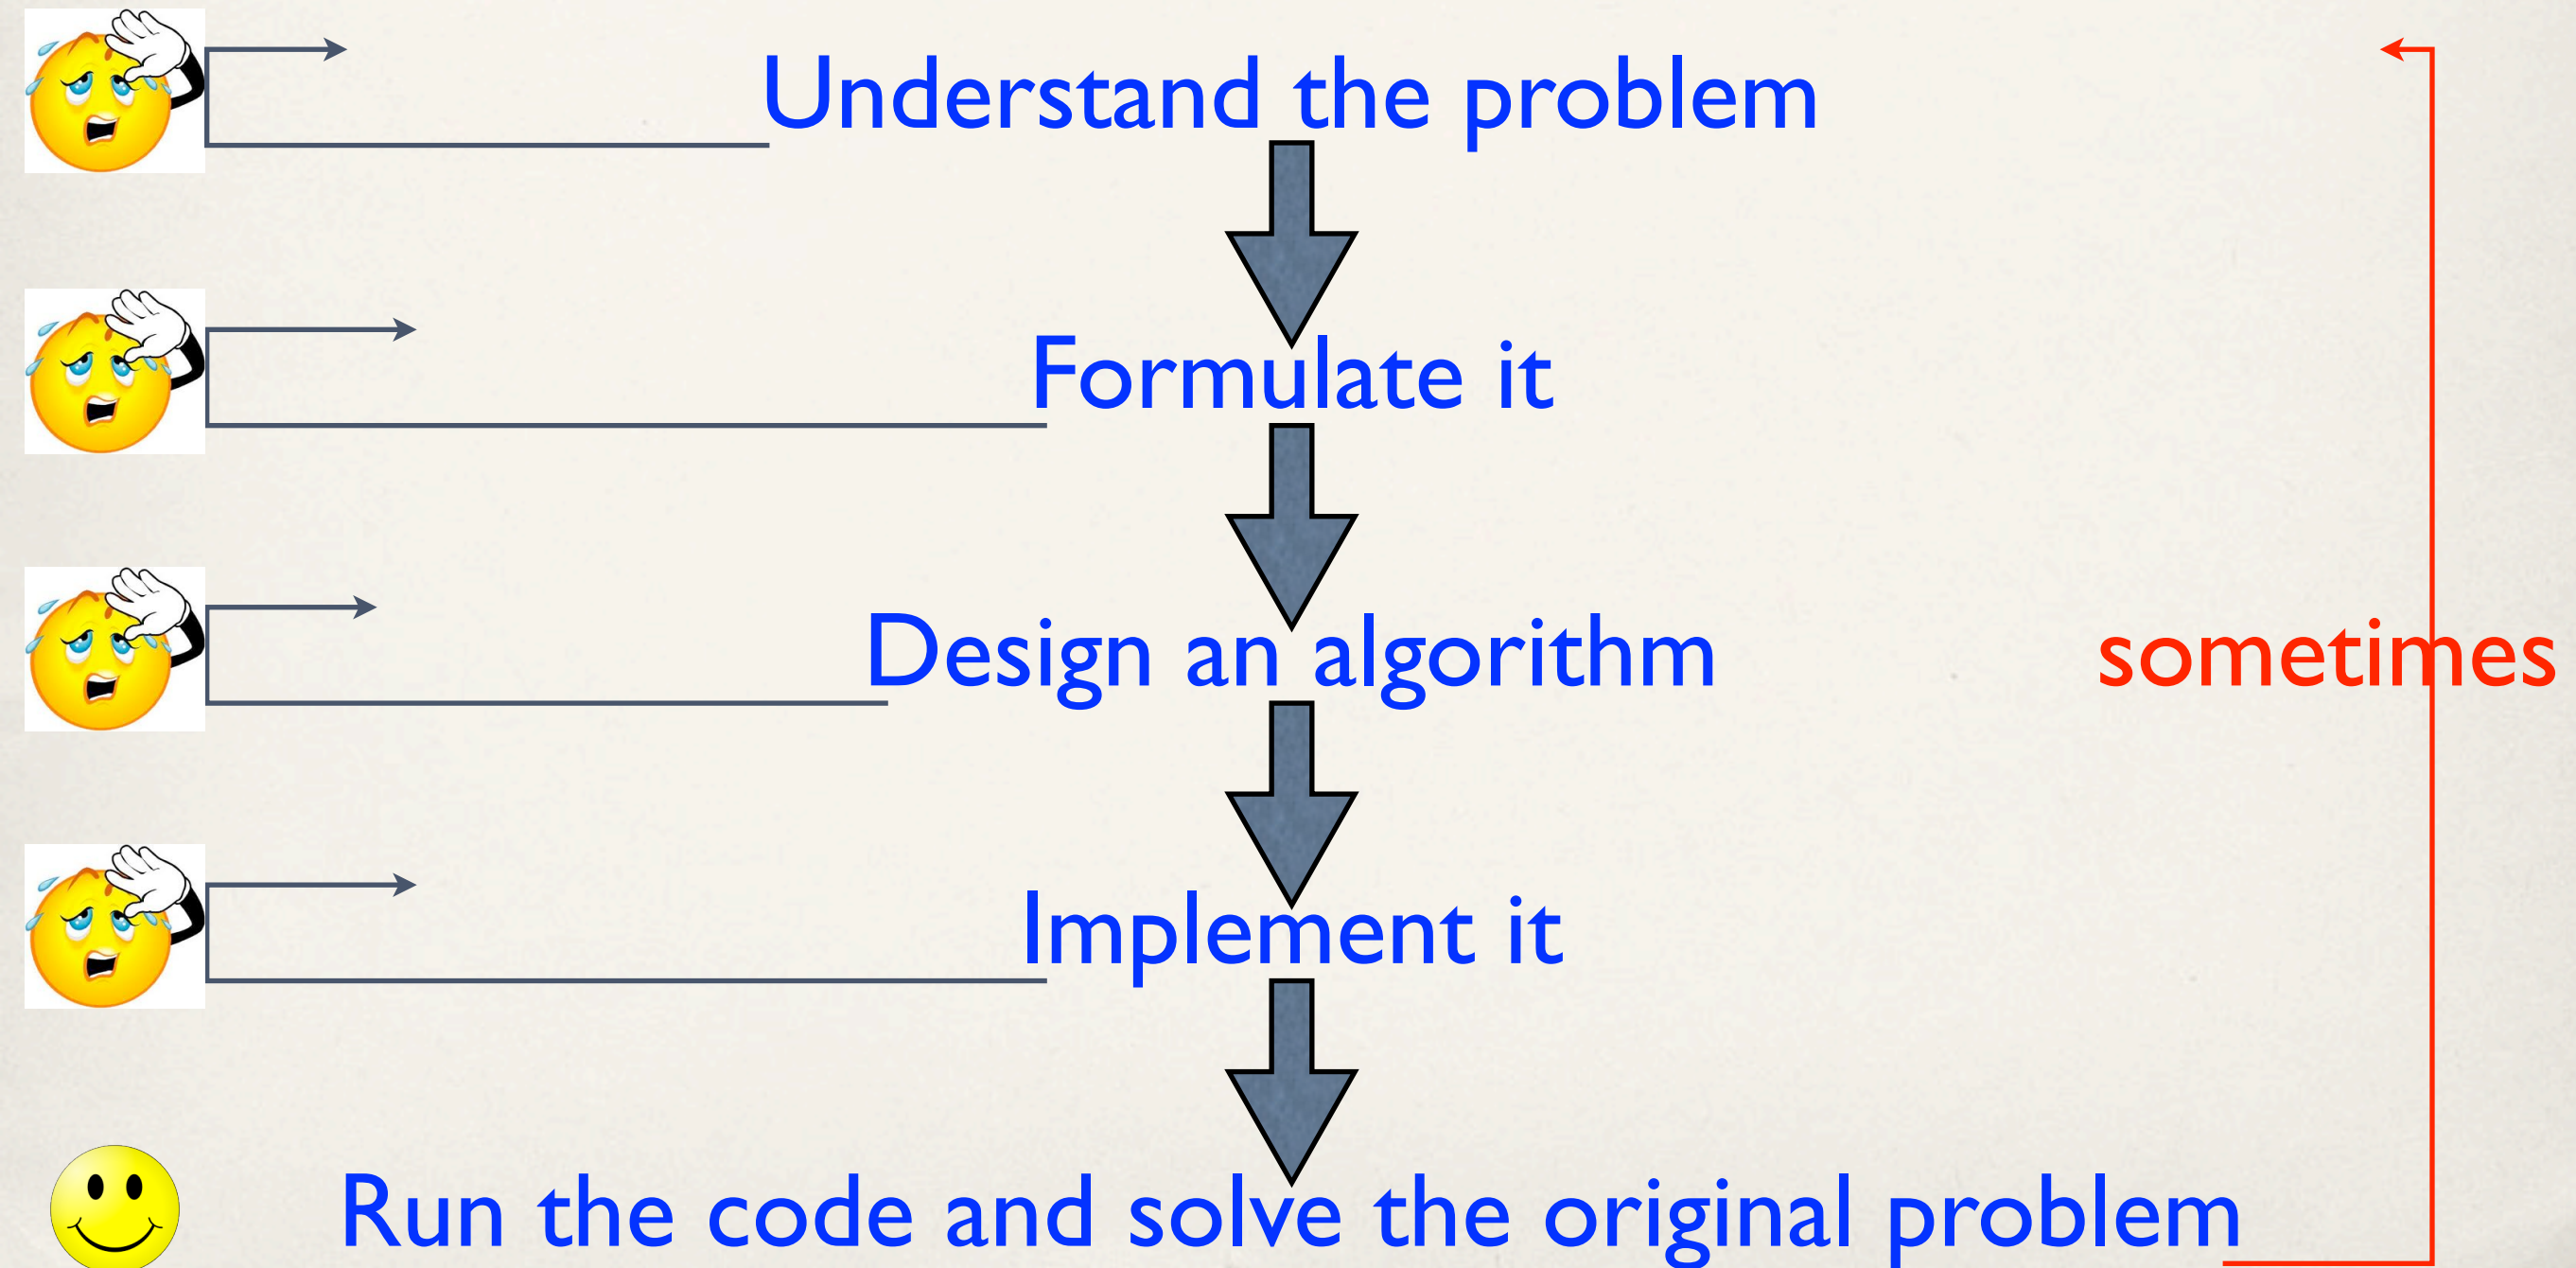 Understand the problem
Formulate it
Design an algorithm
sometimes
Implement it
Run the code and solve the original problem